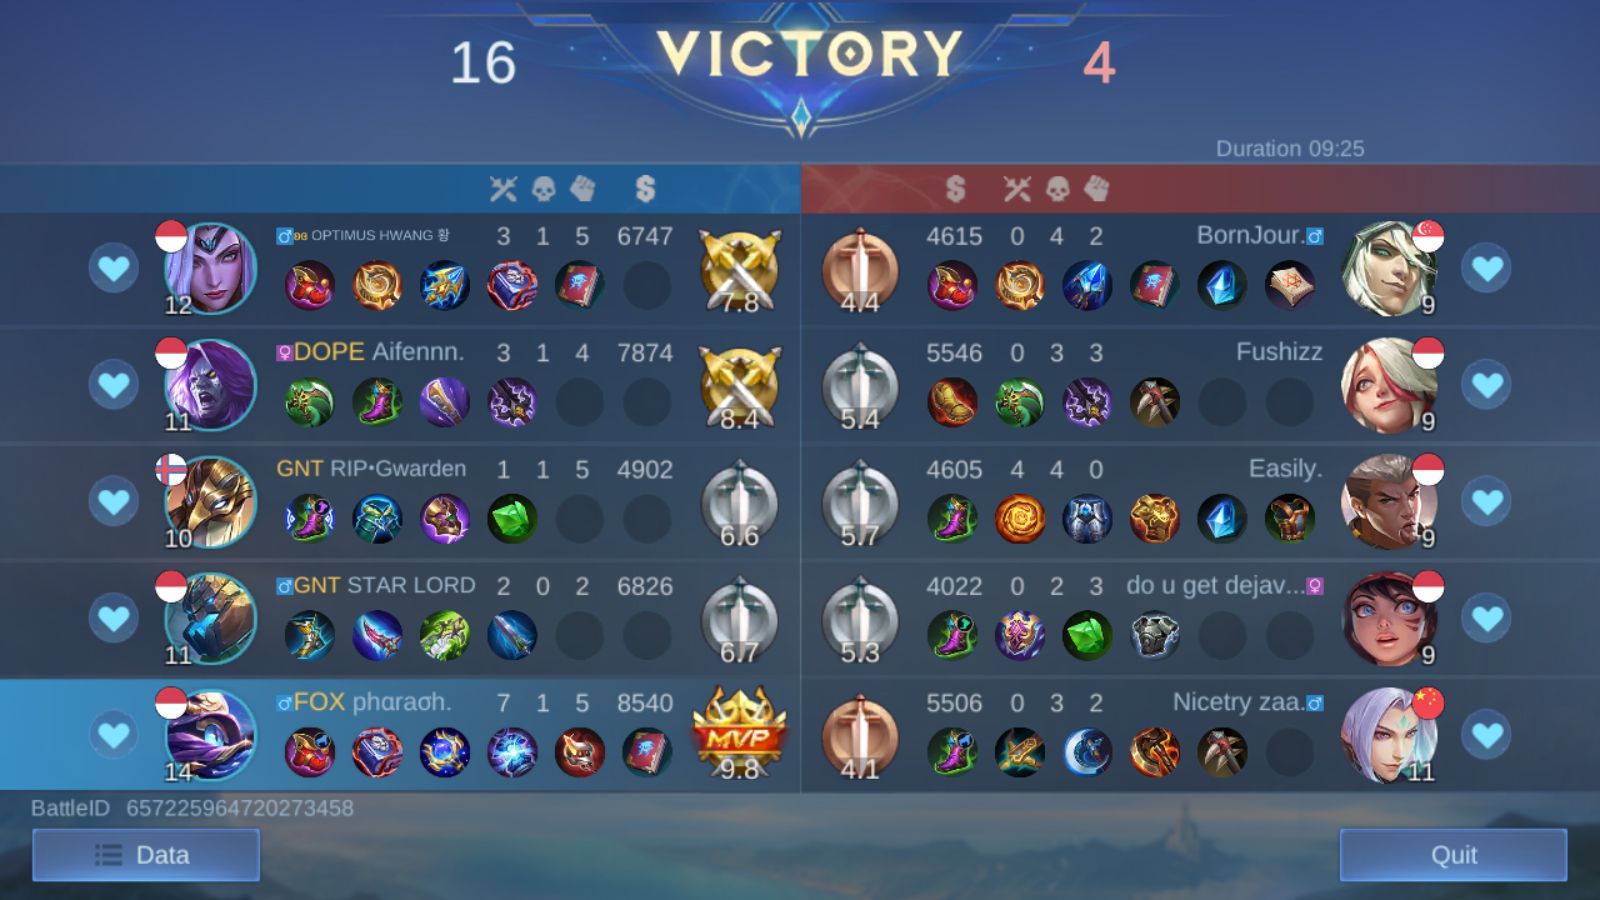 16 VICTORY 4
Duration 09:25
OPTIMUS HWANG 황 3 1 5 6747
12 7.8
4.4 4615 0 4 2 BornJour.
9
DOPE Aifennn. 3 1 4 7874
11 8.4
5.4 5546 0 3 3 Fushizz
9
GNT RIP•Gwarden 1 1 5 4902
10 6.6
5.7 4605 4 4 0 Easily.
9
GNT STAR LORD 2 0 2 6826
11 6.7
5.3 4022 0 2 3 do u get dejav...
9
FOX phαraσh. 7 1 5 8540
14 MVP 9.8
4.1 5506 0 3 2 Nicetry zaa.
11
BattleID 657225964720273458
Data
Quit